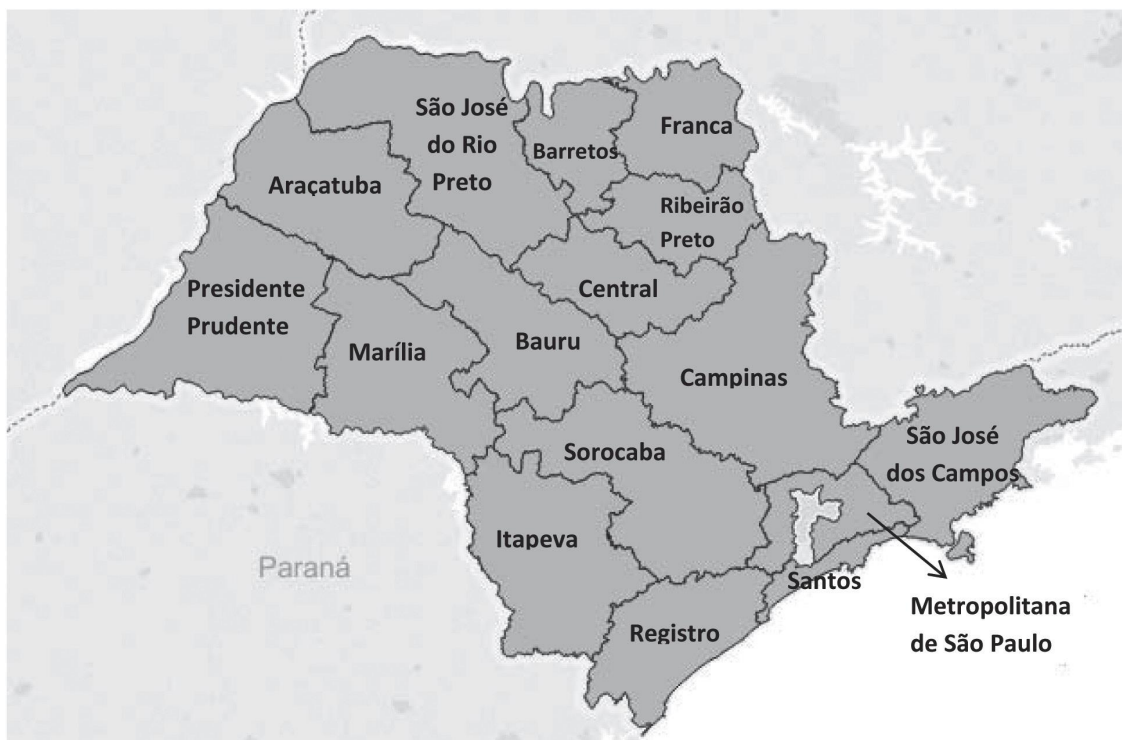 São José
do Rio
Preto
Barretos
Franca
Araçatuba
Ribeirão
Preto
Presidente
Prudente
Central
Marília
Bauru
Campinas
São José
dos Campos
Sorocaba
Itapeva
Paraná
Santos
Metropolitana
de São Paulo
Registro